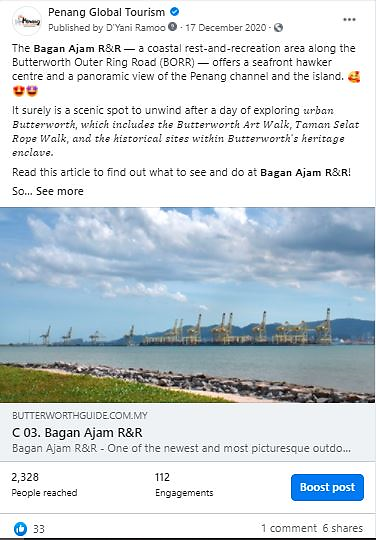 Penang Global Tourism
Published by D'Yani Ramoo · 17 December 2020 ·
The Bagan Ajam R&R — a coastal rest-and-recreation area along the
Butterworth Outer Ring Road (BORR) — offers a seafront hawker
centre and a panoramic view of the Penang channel and the island. 🥰
😍🤩
It surely is a scenic spot to unwind after a day of exploring urban
Butterworth, which includes the Butterworth Art Walk, Taman Selat
Rope Walk, and the historical sites within Butterworth's heritage
enclave.
Read this article to find out what to see and do at Bagan Ajam R&R!
So... See more
BUTTERWORTHGUIDE.COM.MY
C 03. Bagan Ajam R&R
Bagan Ajam R&R - One of the newest and most picturesque outdo...
2,328
People reached
112
Engagements
Boost post
33
1 comment 6 shares